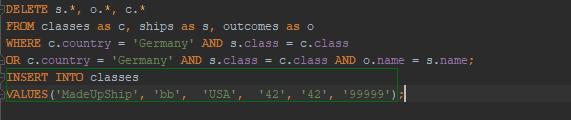 DELETE s.*, o.*, c.*
FROM classes as c, ships as s, outcomes as o
WHERE c.country = 'Germany' AND s.class = c.class
OR c.country = 'Germany' AND s.class = c.class AND o.name = s.name;
INSERT INTO classes
VALUES('MadeUpShip', 'bb',  'USA',  '42', '42', '99999');